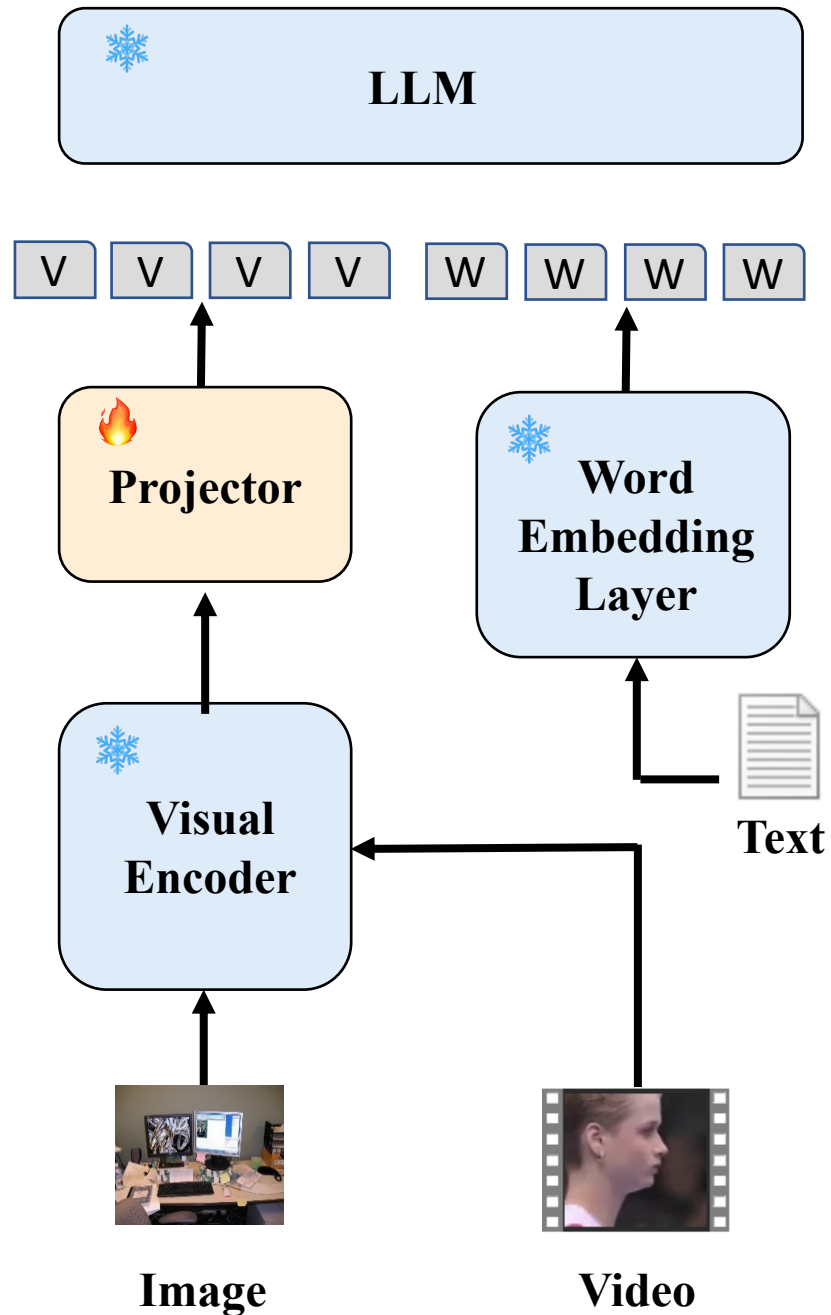 LLM
V V V V W W W W
Projector
Word
Embedding
Layer
Visual
Encoder
Text
Image
Video